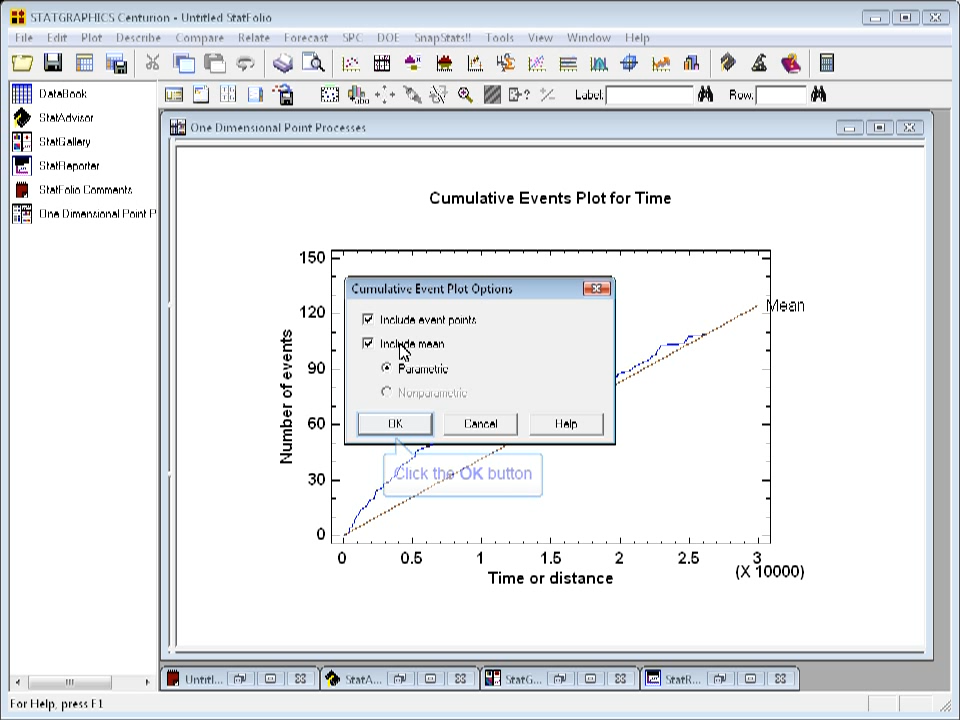 STATGRAPHICS Centurion - Untitled StatFolio
File Edit Plot Describe Compare Relate Forecast SPC DOE SnapStats!! Tools View Window Help
Label: Row:
DataBook
StatAdvisor
StatGallery
StatReporter
StatFolio Comments
One Dimensional Point P
One Dimensional Point Processes
Cumulative Events Plot for Time
150
120
90
60
30
0
Number of events
Mean
0 0.5 1 1.5 2 2.5 3
(X 10000)
Time or distance
Cumulative Event Plot Options
Include event points
Include mean
Parametric
Nonparametric
OK Cancel Help
Click the OK button
Untitl... StatA... StatG... StatR...
For Help, press F1